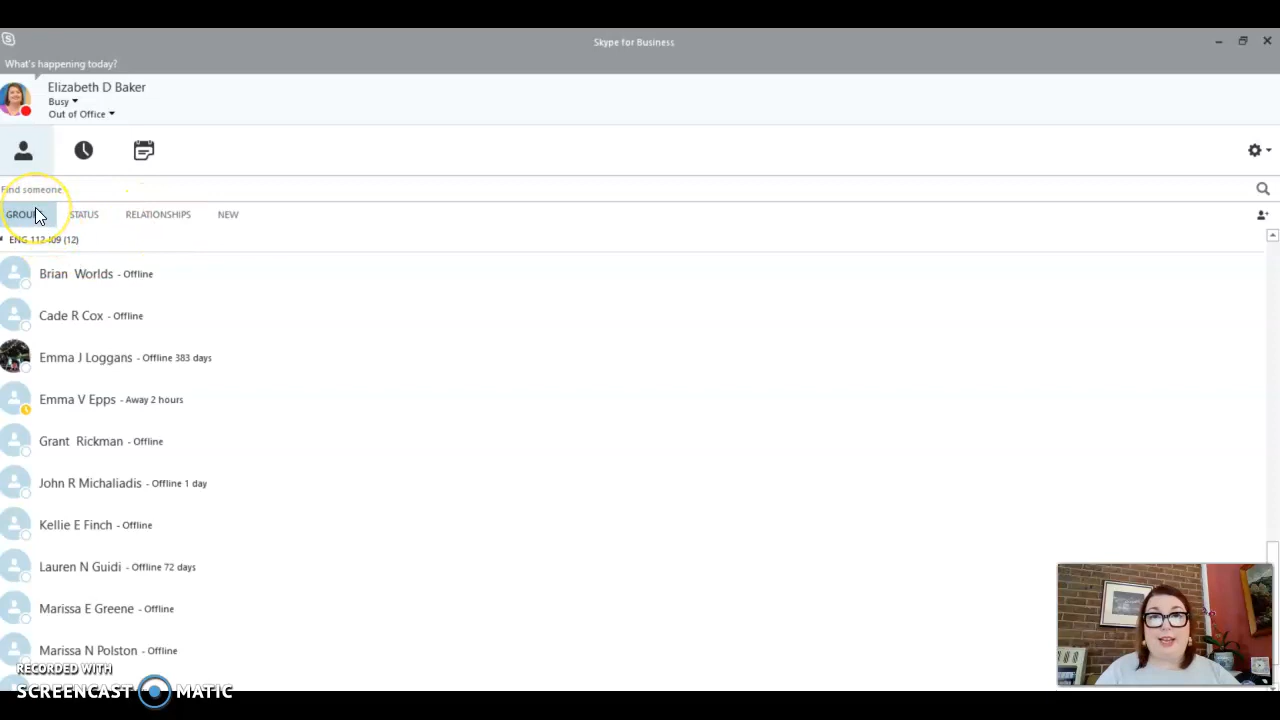 Skype for Business
What's happening today?
Elizabeth D Baker
Busy
Out of Office
Find someone
GROUPS STATUS RELATIONSHIPS NEW
ENG 112-I09 (12)
Brian Worlds - Offline
Cade R Cox - Offline
Emma J Loggans - Offline 383 days
Emma V Epps - Away 2 hours
Grant Rickman - Offline
John R Michaliadis - Offline 1 day
Kellie E Finch - Offline
Lauren N Guidi - Offline 72 days
Marissa E Greene - Offline
Marissa N Polston - Offline
RECORDED WITH
SCREENCAST MATIC